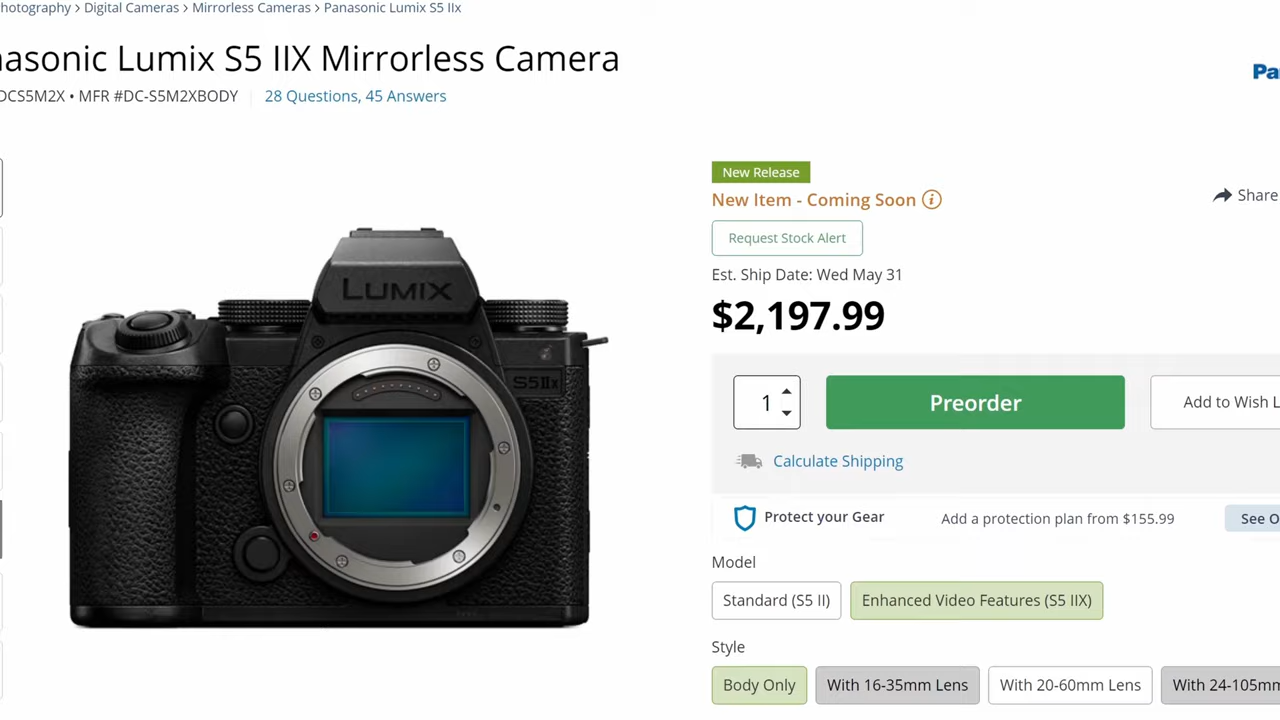 hotography > Digital Cameras > Mirrorless Cameras > Panasonic Lumix S5 IIx
nasonic Lumix S5 IIX Mirrorless Camera
DCS5M2X • MFR #DC-S5M2XBODY 28 Questions, 45 Answers
Pa
New Release
New Item - Coming Soon
Share
Request Stock Alert
Est. Ship Date: Wed May 31
$2,197.99
LUMIX
S5IIx
1
Preorder
Add to Wish L
Calculate Shipping
Protect your Gear
Add a protection plan from $155.99
See O
Model
Standard (S5 II)
Enhanced Video Features (S5 IIX)
Style
Body Only
With 16-35mm Lens
With 20-60mm Lens
With 24-105mm